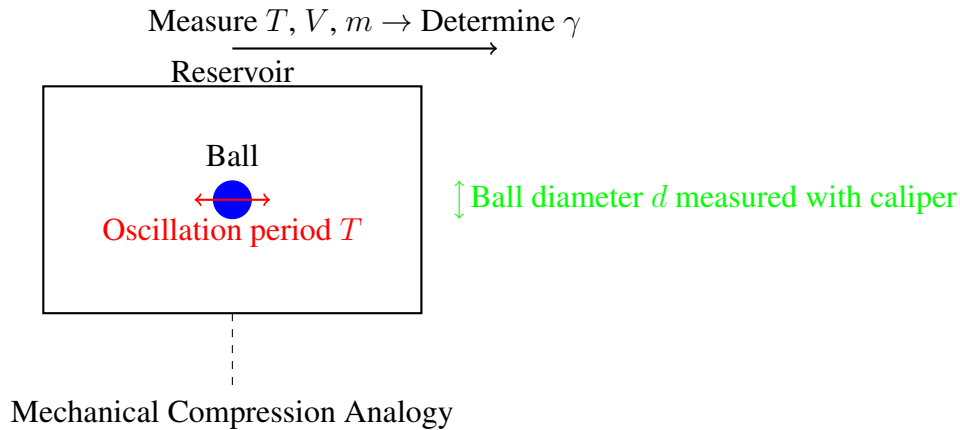 Measure T, V, m → Determine γ
Reservoir
Ball
Oscillation period T
Ball diameter d measured with caliper
Mechanical Compression Analogy